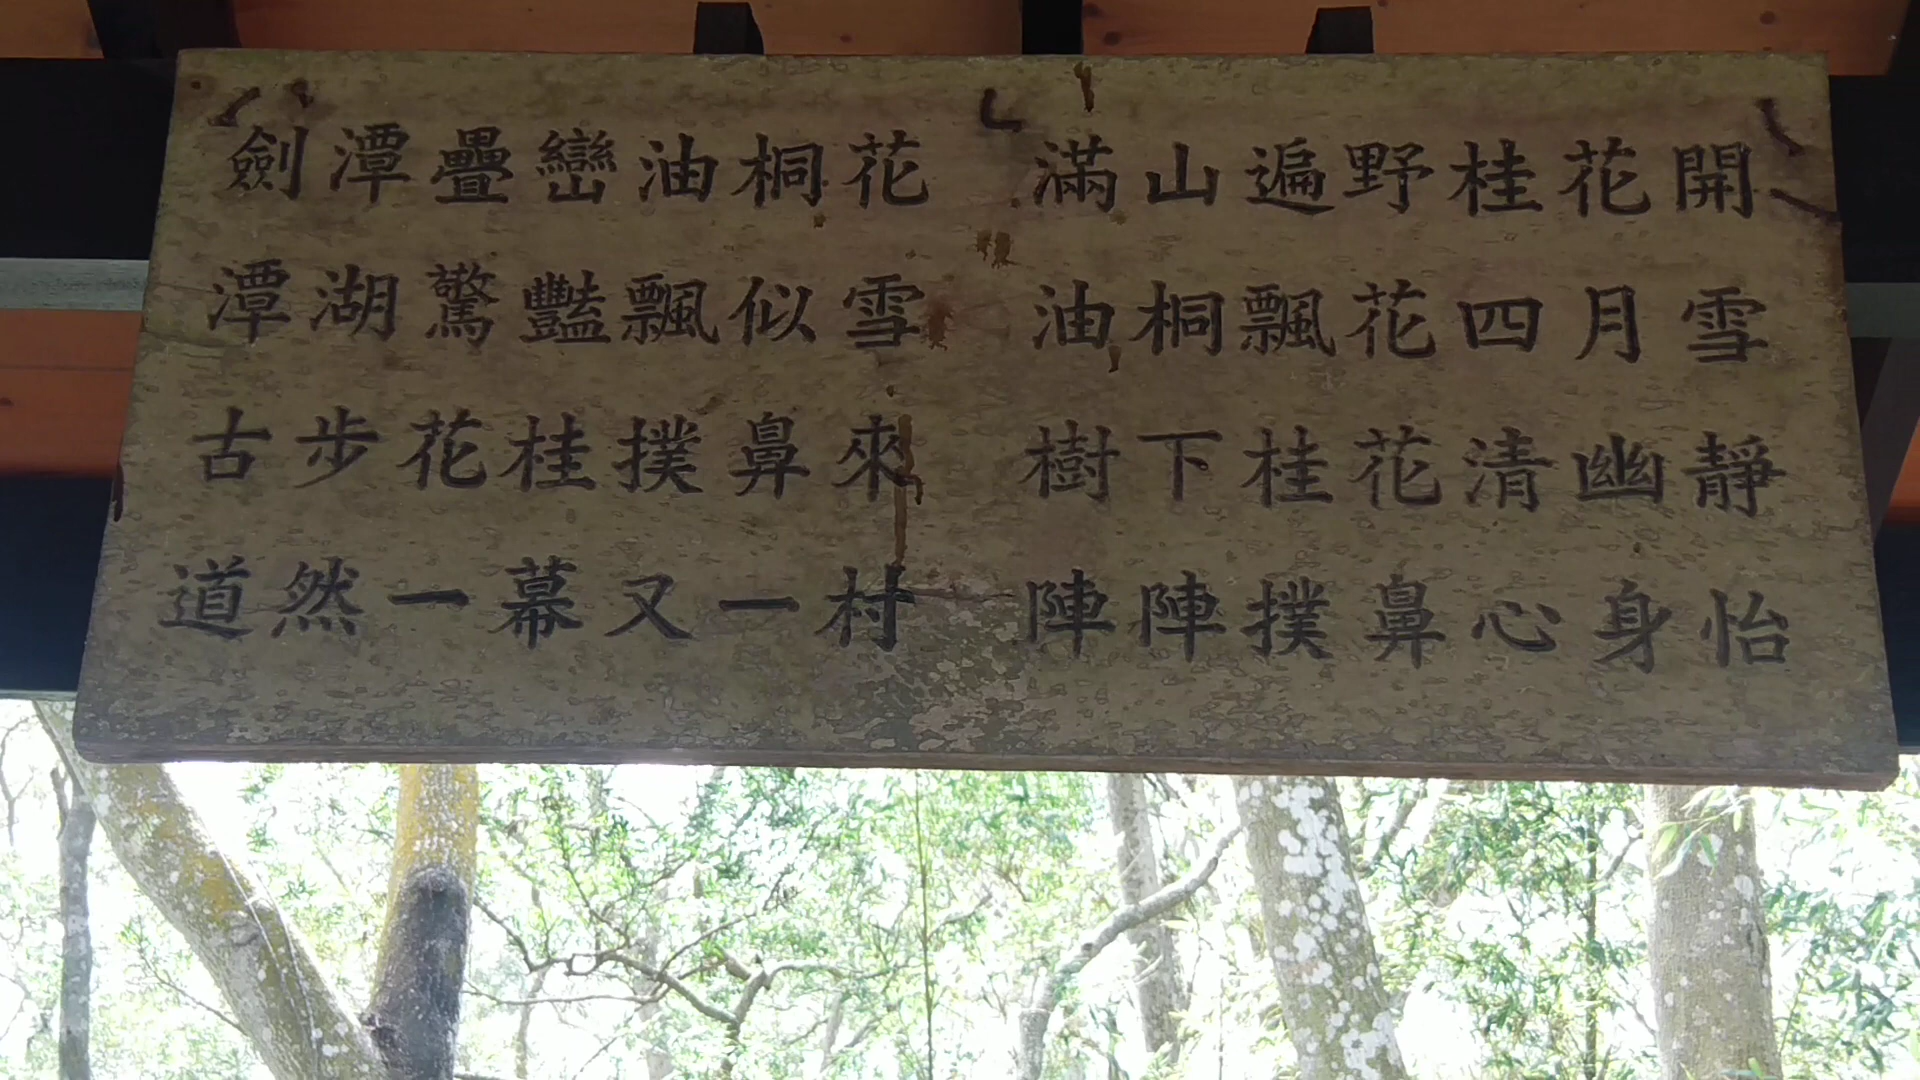 劍潭疊巒油桐花 滿山遍野桂花開
潭湖驚豔飄似雪 油桐飄花四月雪
古步花桂撲鼻來 樹下桂花清幽靜
道然一幕又一村 陣陣撲鼻心身怡